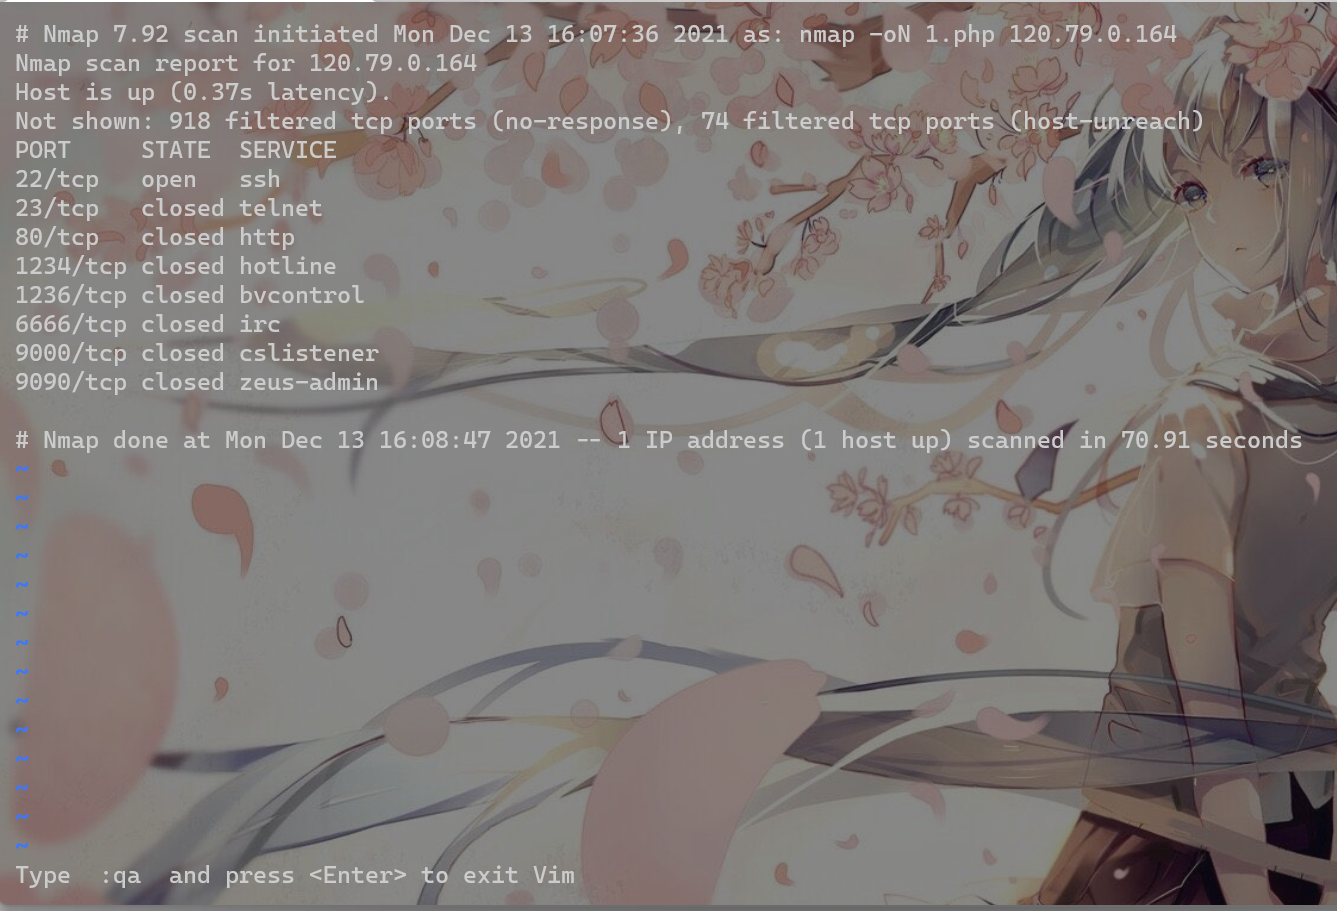 # Nmap 7.92 scan initiated Mon Dec 13 16:07:36 2021 as: nmap -oN 1.php 120.79.0.164
Nmap scan report for 120.79.0.164
Host is up (0.37s latency).
Not shown: 918 filtered tcp ports (no-response), 74 filtered tcp ports (host-unreach)
PORT     STATE  SERVICE
22/tcp   open   ssh
23/tcp   closed telnet
80/tcp   closed http
1234/tcp closed hotline
1236/tcp closed bvcontrol
6666/tcp closed irc
9000/tcp closed cslistener
9090/tcp closed zeus-admin
# Nmap done at Mon Dec 13 16:08:47 2021 -- 1 IP address (1 host up) scanned in 70.91 seconds
~
~
~
~
~
~
~
~
~
~
~
~
~
~
Type  :qa  and press <Enter> to exit Vim